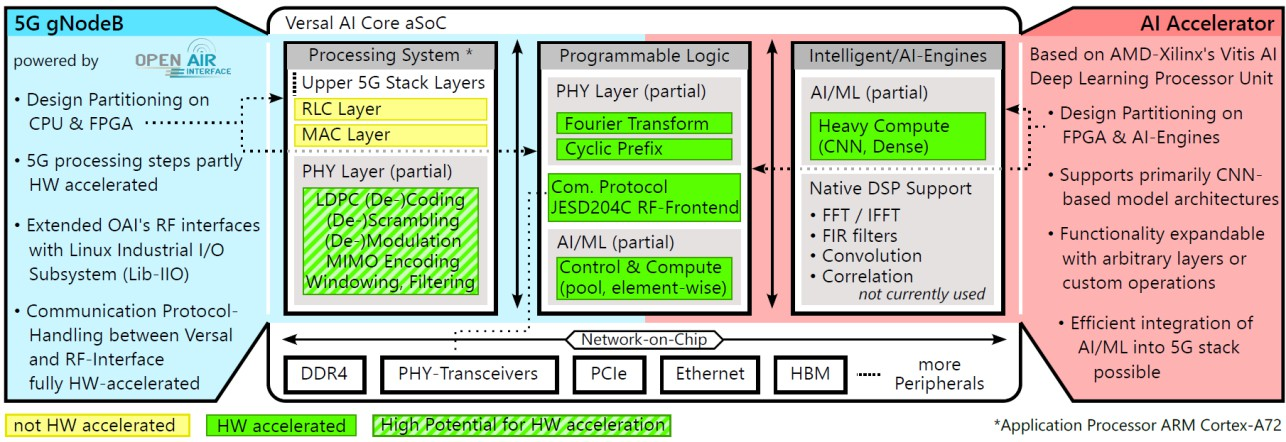 5G gNodeB
powered by OPEN AIR
INTERFACE
• Design Partitioning on
CPU & FPGA
• 5G processing steps partly
HW accelerated
• Extended OAI's RF interfaces
with Linux Industrial I/O
Subsystem (Lib-IIO)
• Communication Protocol-
Handling between Versal
and RF-Interface
fully HW-accelerated
Versal AI Core aSoC
Processing System *
Upper 5G Stack Layers
RLC Layer
MAC Layer
PHY Layer (partial)
LDPC (De-)Coding
(De-)Scrambling
(De-)Modulation
MIMO Encoding
Windowing, Filtering
Programmable Logic
PHY Layer (partial)
Fourier Transform
Cyclic Prefix
Com. Protocol
JESD204C RF-Frontend
AI/ML (partial)
Control & Compute
(pool, element-wise)
Intelligent/AI-Engines
AI/ML (partial)
Heavy Compute
(CNN, Dense)
Native DSP Support
• FFT / IFFT
• FIR filters
• Convolution
• Correlation
not currently used
Network-on-Chip
DDR4
PHY-Transceivers
PCIe
Ethernet
HBM
more
Peripherals
AI Accelerator
Based on AMD-Xilinx's Vitis AI
Deep Learning Processor Unit
• Design Partitioning on
FPGA & AI-Engines
• Supports primarily CNN-
based model architectures
• Functionality expandable
with arbitrary layers or
custom operations
• Efficient integration of
AI/ML into 5G stack
possible
not HW accelerated
HW accelerated
High Potential for HW acceleration
*Application Processor ARM Cortex-A72